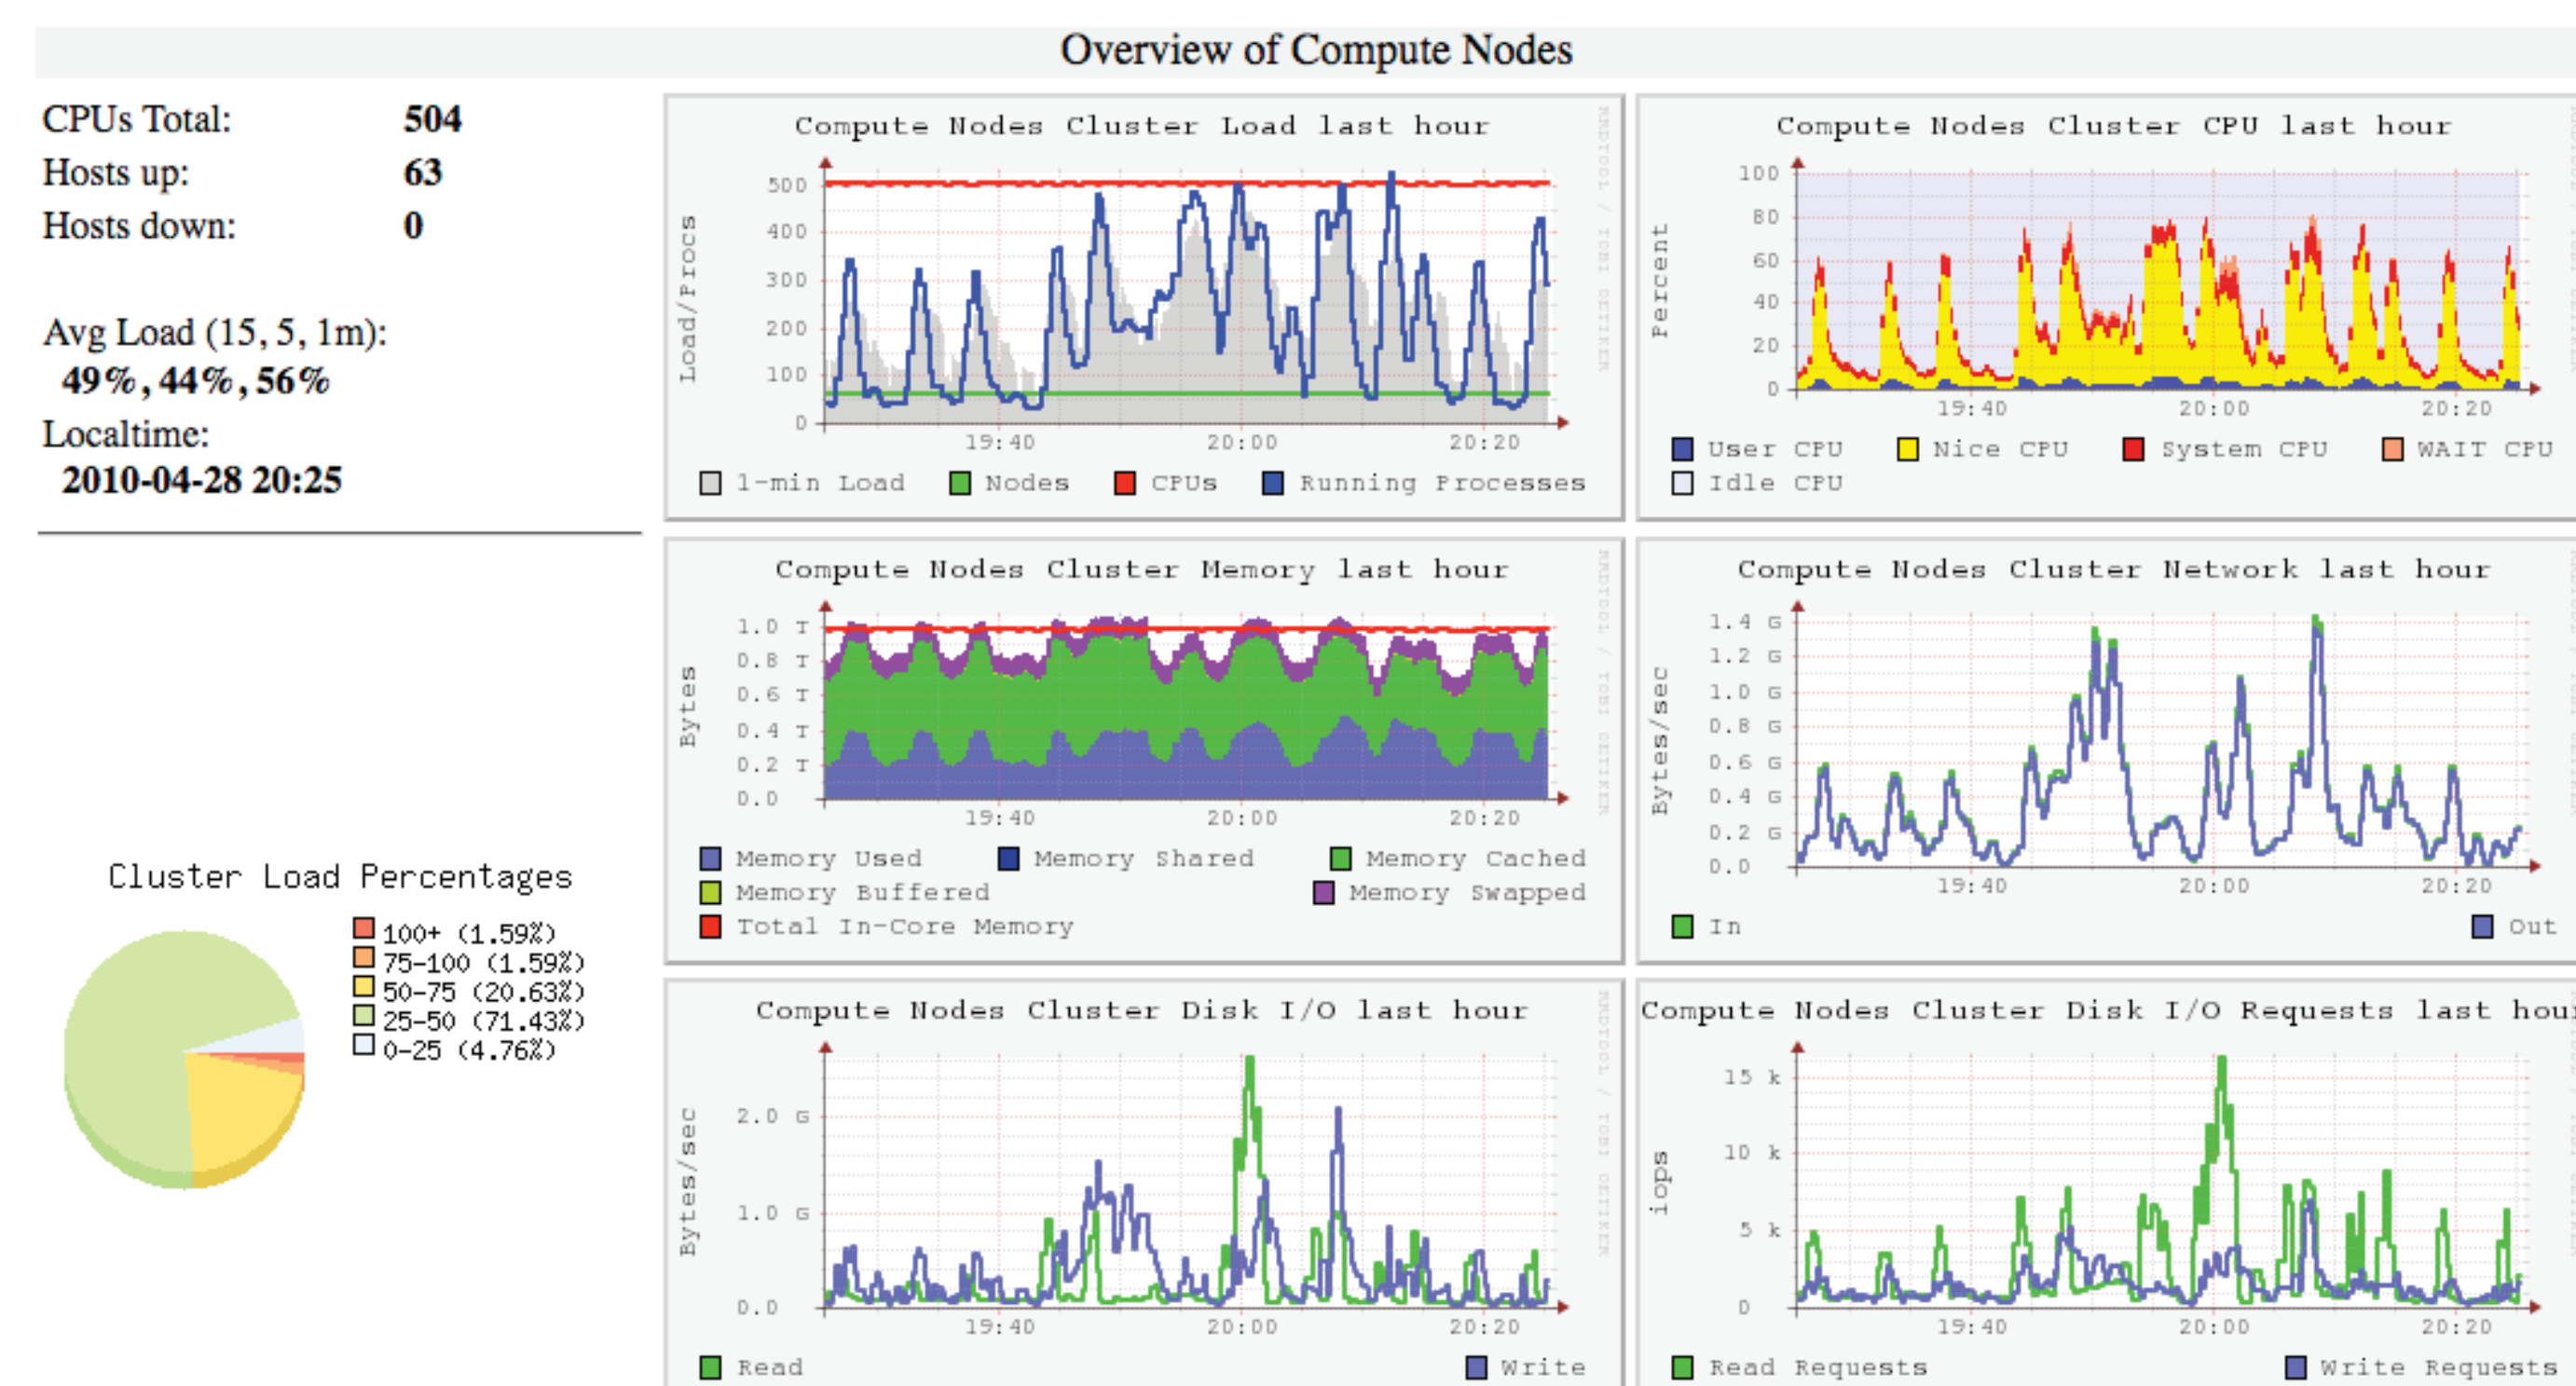 Overview of Compute Nodes
CPUs Total: 504
Hosts up: 63
Hosts down: 0
Avg Load (15, 5, 1m):
49%, 44%, 56%
Localtime:
2010-04-28 20:25
Cluster Load Percentages
100+ (1.59%)
75-100 (1.59%)
50-75 (20.63%)
25-50 (71.43%)
0-25 (4.76%)
Compute Nodes Cluster Load last hour
RRDTOOL / TOBI OETIKER
Load/Procs
500
400
300
200
100
0
19:40 20:00 20:20
1-min Load Nodes CPUs Running Processes
Compute Nodes Cluster CPU last hour
Percent
100
80
60
40
20
0
19:40 20:00 20:20
User CPU Nice CPU System CPU WAIT CPU
Idle CPU
Compute Nodes Cluster Memory last hour
RRDTOOL / TOBI OETIKER
Bytes
1.0 T
0.8 T
0.6 T
0.4 T
0.2 T
0.0
19:40 20:00 20:20
Memory Used Memory Shared Memory Cached
Memory Buffered Memory Swapped
Total In-Core Memory
Compute Nodes Cluster Network last hour
Bytes/sec
1.4 G
1.2 G
1.0 G
0.8 G
0.6 G
0.4 G
0.2 G
0.0
19:40 20:00 20:20
In Out
Compute Nodes Cluster Disk I/O last hour
RRDTOOL / TOBI OETIKER
Bytes/sec
2.0 G
1.0 G
0.0
19:40 20:00 20:20
Read Write
Compute Nodes Cluster Disk I/O Requests last hour
iops
15 k
10 k
5 k
0
19:40 20:00 20:20
Read Requests Write Requests